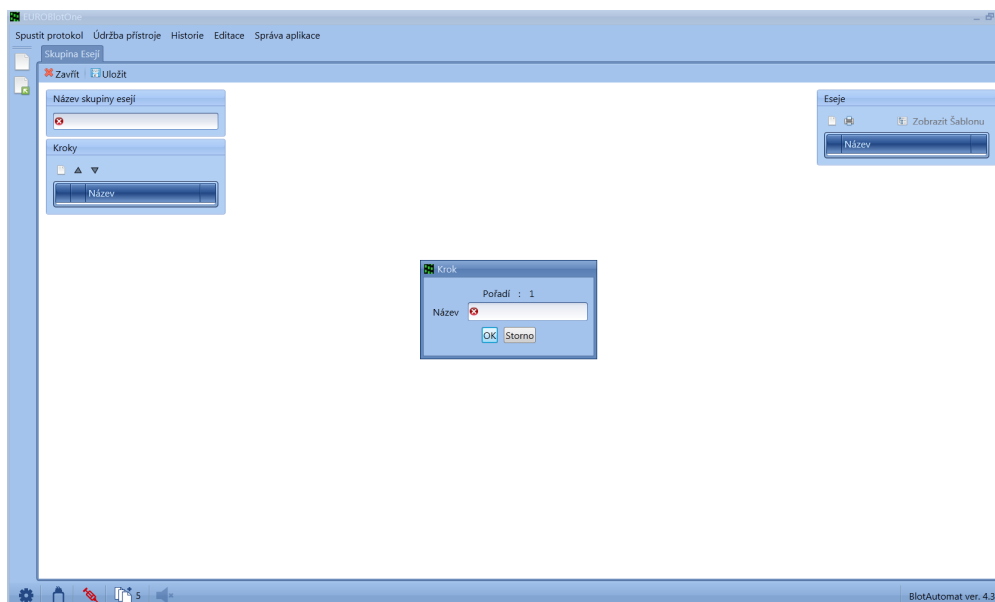 EUROBlotOne
Spustit protokol Údržba přístroje Historie Editace Správa aplikace
Skupina Esejí
Zavřít Uložit
Název skupiny esejí
Kroky
Název
Eseje
Zobrazit Šablonu
Název
Krok
Pořadí : 1
Název
OK Storno
5
BlotAutomat ver. 4.3